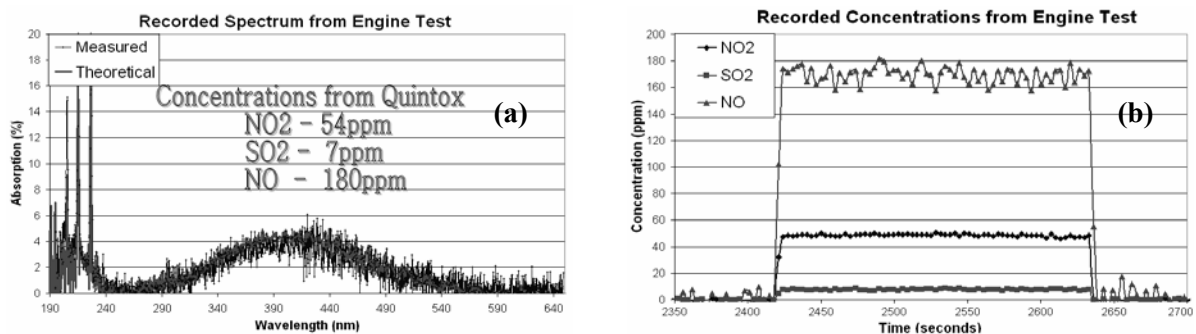 Recorded Spectrum from Engine Test
Absorption (%)
20
18
16
14
12
10
8
6
4
2
0
Measured
Theoretical
Concentrations from Quintox
NO2 - 54ppm
SO2 - 7ppm
NO - 180ppm
(a)
190 240 290 340 390 440 490 540 590 640
Wavelength (nm)
Recorded Concentrations from Engine Test
Concentration (ppm)
200
180
160
140
120
100
80
60
40
20
0
NO2
SO2
NO
(b)
2350 2400 2450 2500 2550 2600 2650 2700
Time (seconds)